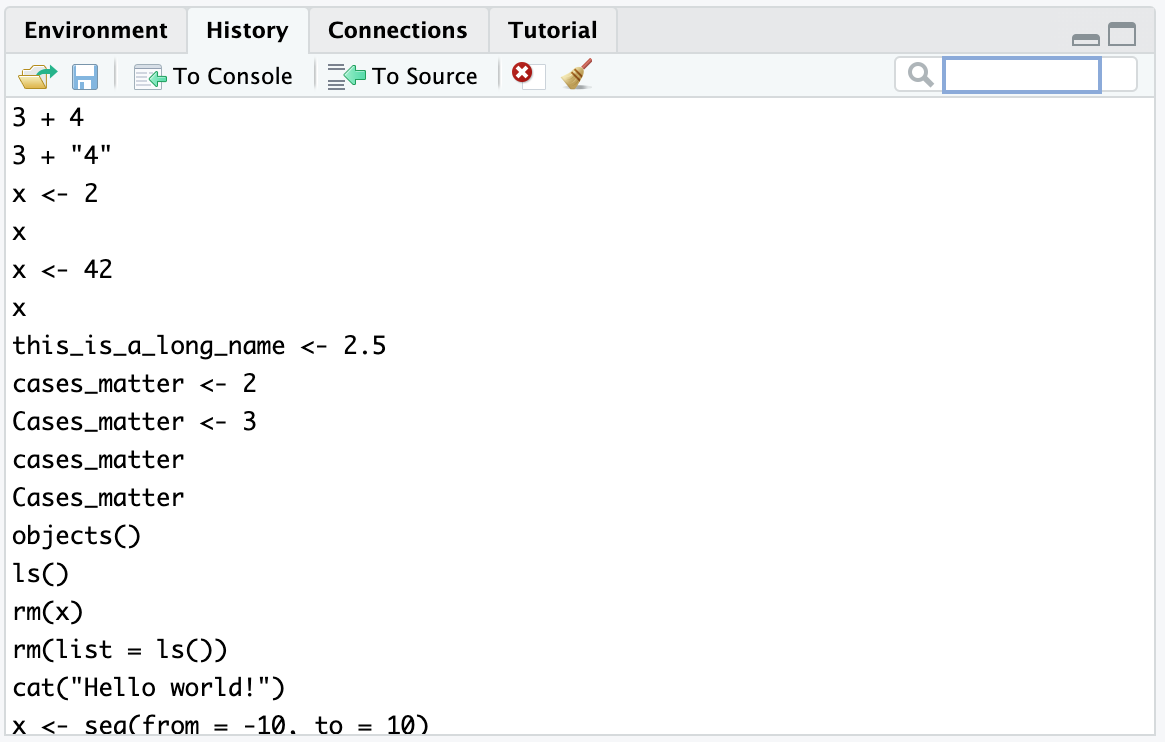 Environment History Connections Tutorial
To Console To Source
3 + 4
3 + "4"
x <- 2
x
x <- 42
x
this_is_a_long_name <- 2.5
cases_matter <- 2
Cases_matter <- 3
cases_matter
Cases_matter
objects()
ls()
rm(x)
rm(list = ls())
cat("Hello world!")
x <- seq(from = -10, to = 10)